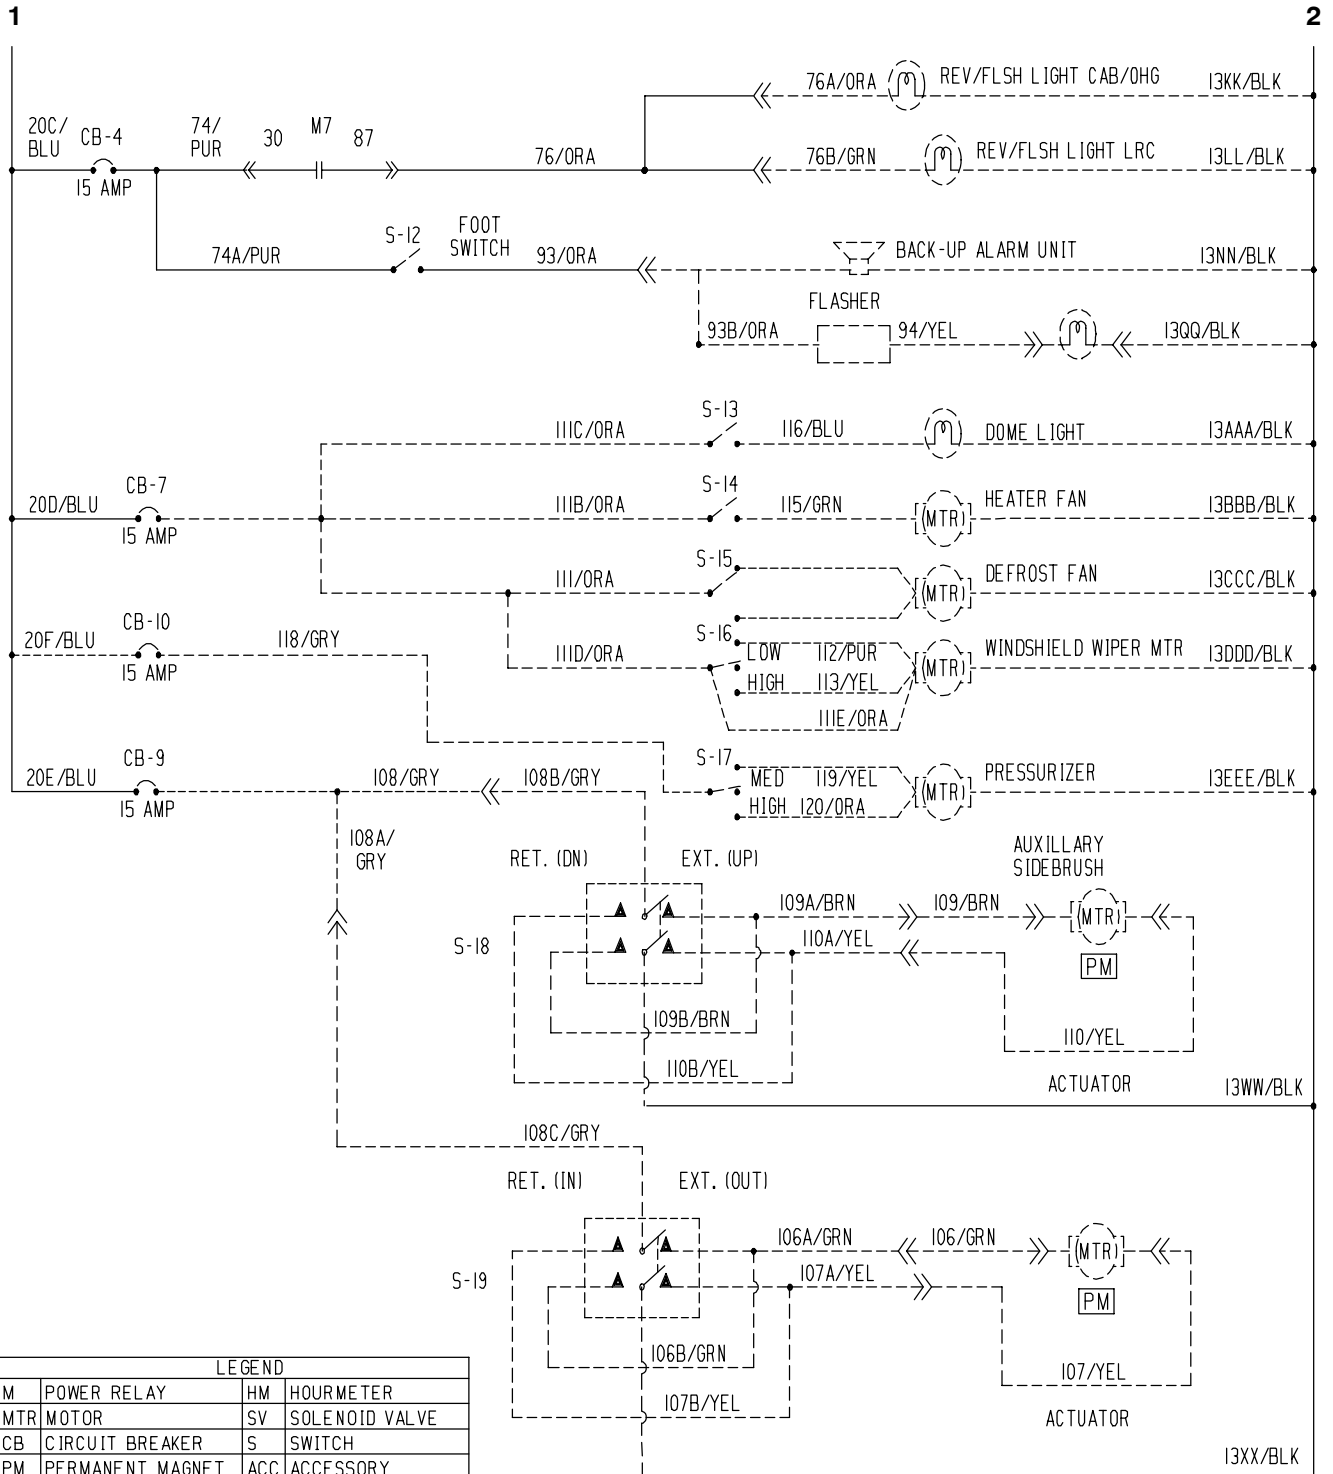 1 2
76A/ORA REV/FLSH LIGHT CAB/OHG 13KK/BLK
20C/ BLU CB-4 74/ PUR 30 M7 87 76/ORA 76B/GRN REV/FLSH LIGHT LRC 13LL/BLK
15 AMP
74A/PUR S-12 FOOT SWITCH 93/ORA BACK-UP ALARM UNIT 13NN/BLK
FLASHER
93B/ORA 94/YEL 13QQ/BLK
111C/ORA S-13 116/BLU DOME LIGHT 13AAA/BLK
20D/BLU CB-7 111B/ORA S-14 115/GRN MTR HEATER FAN 13BBB/BLK
15 AMP
111/ORA S-15 MTR DEFROST FAN 13CCC/BLK
20F/BLU CB-10 118/GRY
15 AMP
111D/ORA S-16 LOW 112/PUR MTR WINDSHIELD WIPER MTR 13DDD/BLK
HIGH 113/YEL
111E/ORA
20E/BLU CB-9 108/GRY 108B/GRY S-17 MED 119/YEL MTR PRESSURIZER 13EEE/BLK
15 AMP
HIGH 120/ORA
108A/
GRY
RET. (DN) EXT. (UP)
AUXILLARY
SIDEBRUSH
109A/BRN 109/BRN MTR
S-18 110A/YEL
PM
109B/BRN
110/YEL
110B/YEL
ACTUATOR 13WW/BLK
108C/GRY
RET. (IN) EXT. (OUT)
106A/GRN 106/GRN MTR
S-19 107A/YEL
PM
106B/GRN
107/YEL
107B/YEL
ACTUATOR
13XX/BLK
LEGEND
M POWER RELAY HM HOURMETER
MTR MOTOR SV SOLENOID VALVE
CB CIRCUIT BREAKER S SWITCH
PM PERMANENT MAGNET ACC ACCESSORY